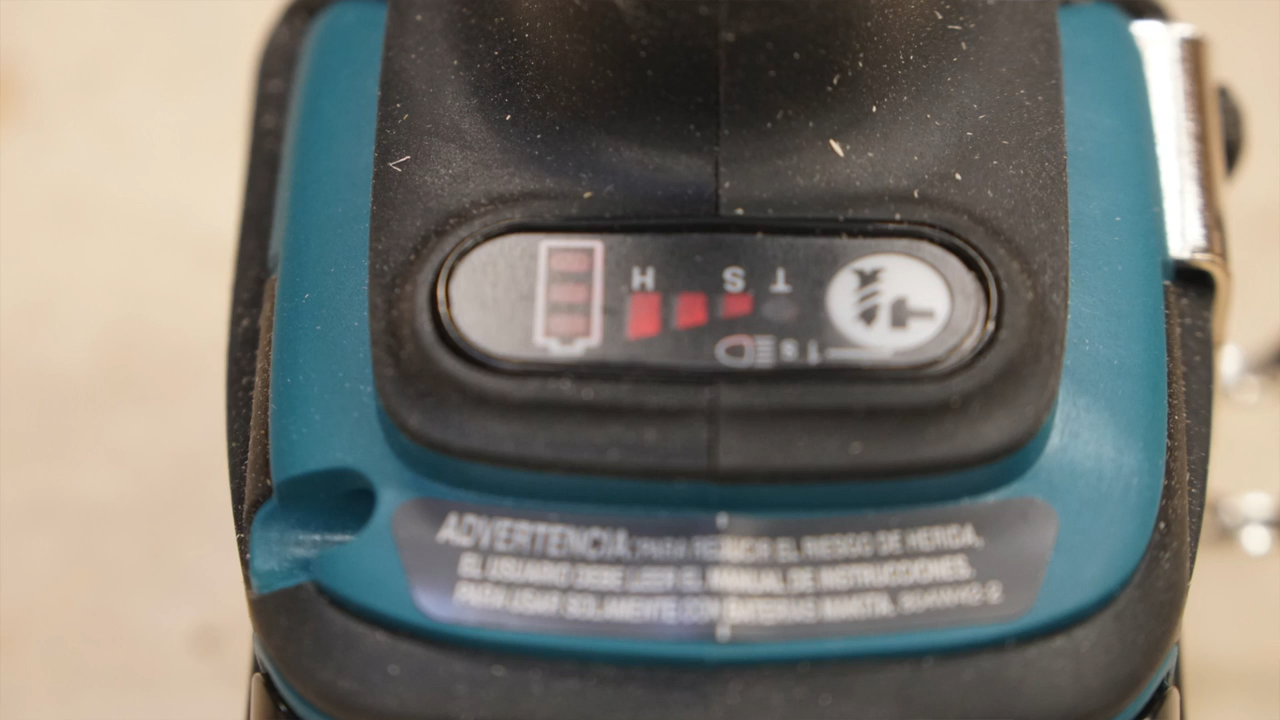 H S T
1s
ADVERTENCIA: PARA REDUCIR EL RIESGO DE HERIDA,
EL USUARIO DEBE LEER EL MANUAL DE INSTRUCCIONES.
PARA USAR SOLAMENTE CON BATERIAS MAKITA.